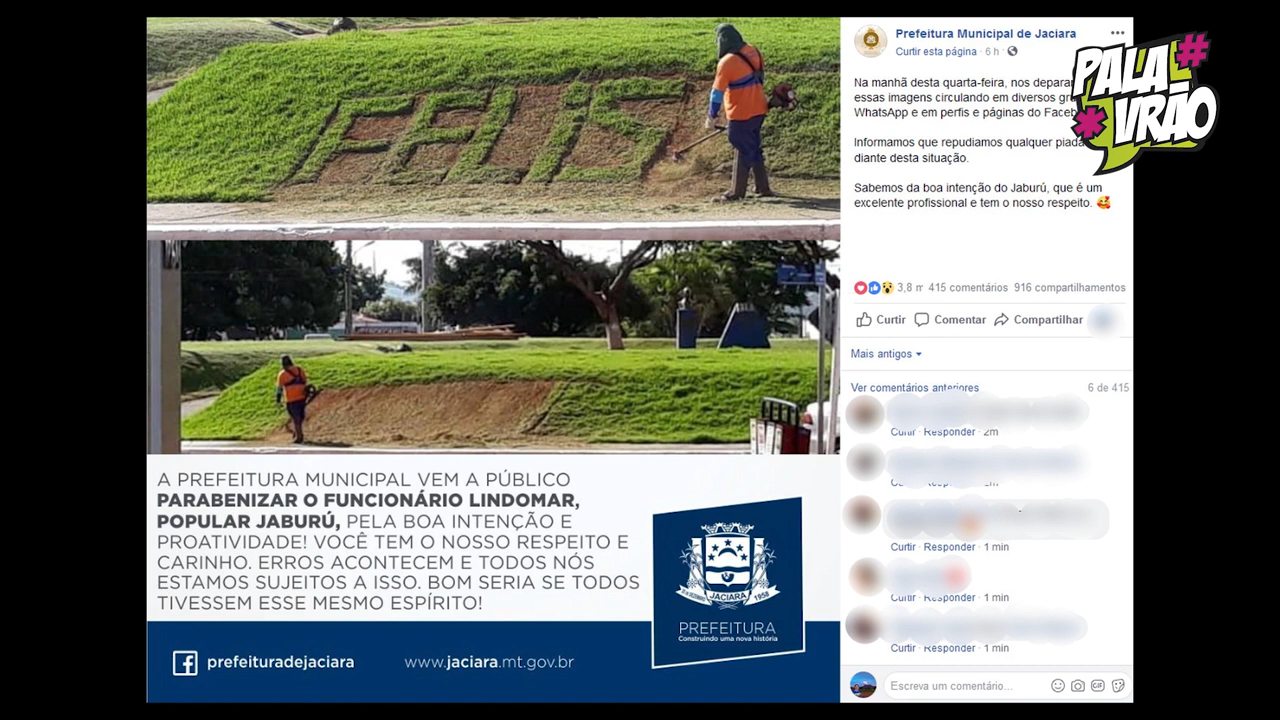 FELIS
A PREFEITURA MUNICIPAL VEM A PÚBLICO
PARABENIZAR O FUNCIONÁRIO LINDOMAR,
POPULAR JABURÚ, PELA BOA INTENÇÃO E
PROATIVIDADE! VOCÊ TEM O NOSSO RESPEITO E
CARINHO. ERROS ACONTECEM E TODOS NÓS
ESTAMOS SUJEITOS A ISSO. BOM SERIA SE TODOS
TIVESSEM ESSE MESMO ESPÍRITO!
JACIARA
1958
PREFEITURA
Construindo uma nova história
prefeituradejaciara
www.jaciara.mt.gov.br
Prefeitura Municipal de Jaciara
Curtir esta página · 6 h ·
Na manhã desta quarta-feira, nos
essas imagens circulando em diversos
WhatsApp e em perfis e páginas do
Informamos que repudiamos qualquer
diante desta situação.
Sabemos da boa intenção do Jaburú, que é um
excelente profissional e tem o nosso respeito. 🥰
3,8 m 415 comentários 916 compartilhamentos
Curtir Comentar Compartilhar
Mais antigos
Ver comentários anteriores 6 de 415
Curtir · Responder · 2m
Curtir · Responder · 1 min
Curtir · Responder · 1 min
Curtir · Responder · 1 min
Escreva um comentário...
GIF
PALA#
*VRÃO